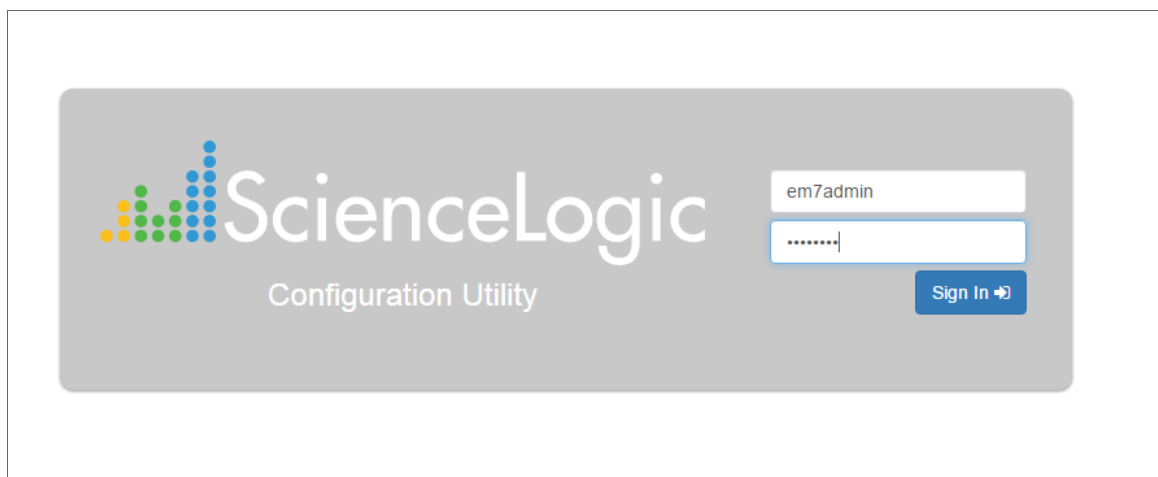 ScienceLogic
Configuration Utility
em7admin
••••••••
Sign In